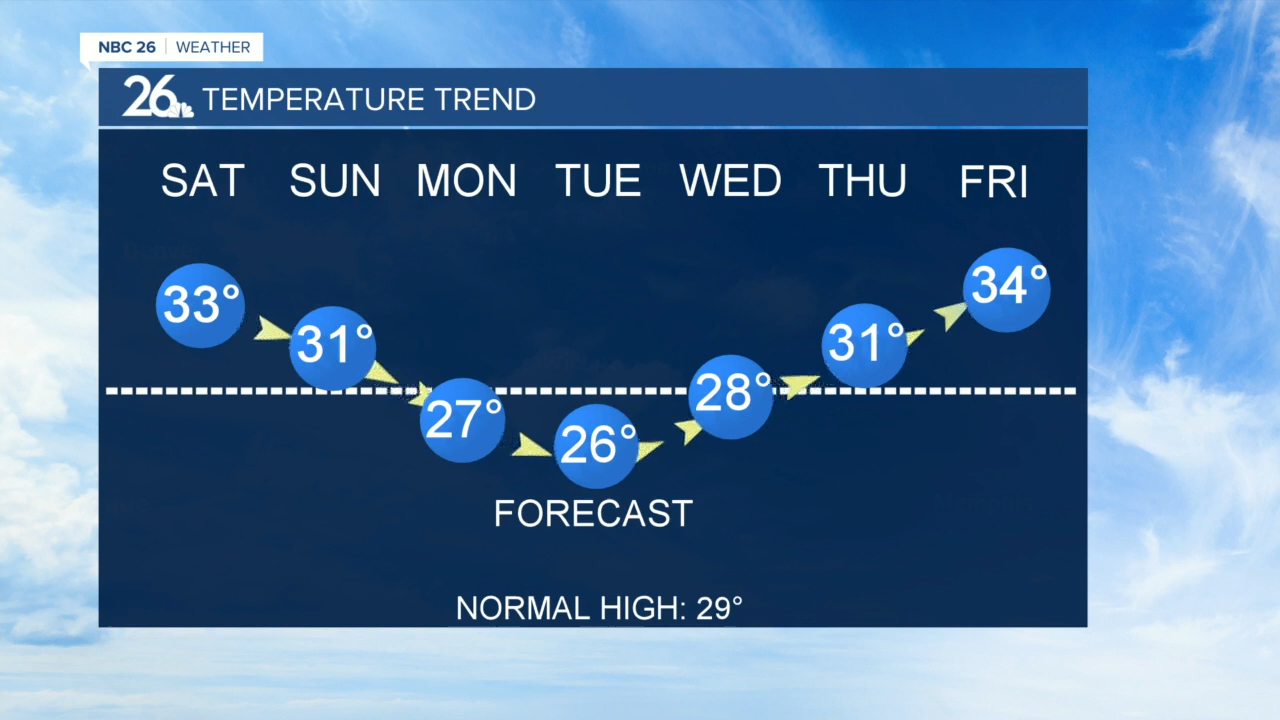 NBC 26 | WEATHER
26 TEMPERATURE TREND
SAT SUN MON TUE WED THU FRI
33° 31° 27° 26° 28° 31° 34°
FORECAST
NORMAL HIGH: 29°